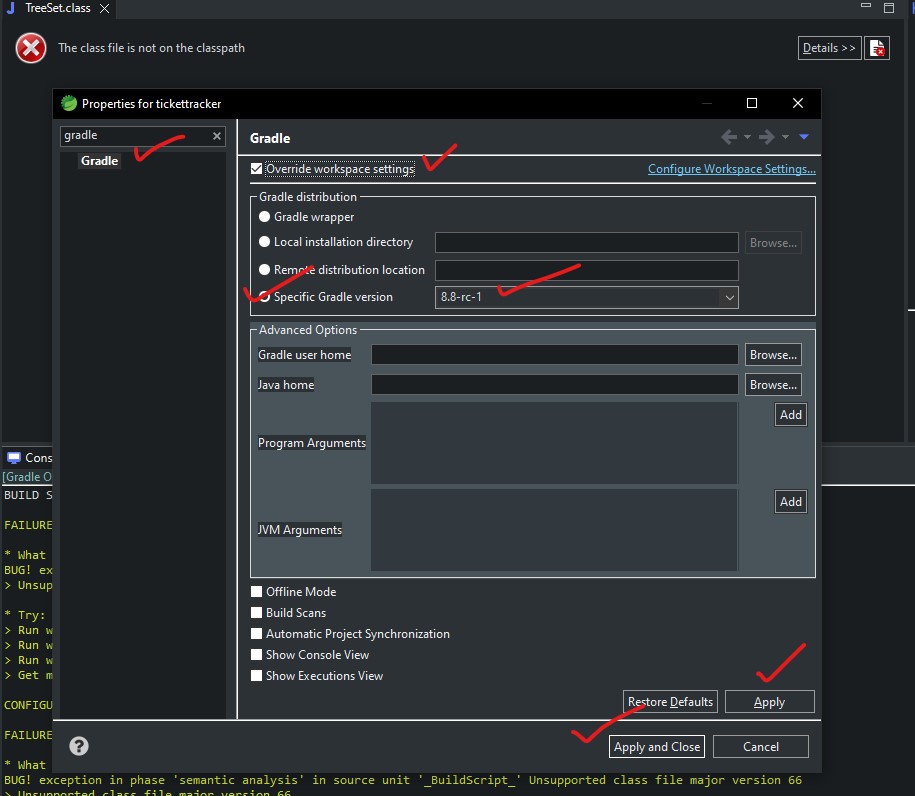 TreeSet.class
The class file is not on the classpath
Details >>
Properties for tickettracker
gradle
Gradle
Gradle
Override workspace settings
Configure Workspace Settings...
Gradle distribution
Gradle wrapper
Local installation directory
Browse...
Remote distribution location
Specific Gradle version
8.8-rc-1
Advanced Options
Gradle user home
Browse...
Java home
Browse...
Add
Program Arguments
Add
JVM Arguments
Offline Mode
Build Scans
Automatic Project Synchronization
Show Console View
Show Executions View
Restore Defaults
Apply
Apply and Close
Cancel
Cons
[Gradle O
BUILD S
FAILURE
* What
BUG! ex
> Unsup
* Try:
> Run w
> Run w
> Run w
> Get m
CONFIGU
FAILURE
* What
BUG! exception in phase 'semantic analysis' in source unit '_BuildScript_' Unsupported class file major version 66
> Unsupported class file major version 66